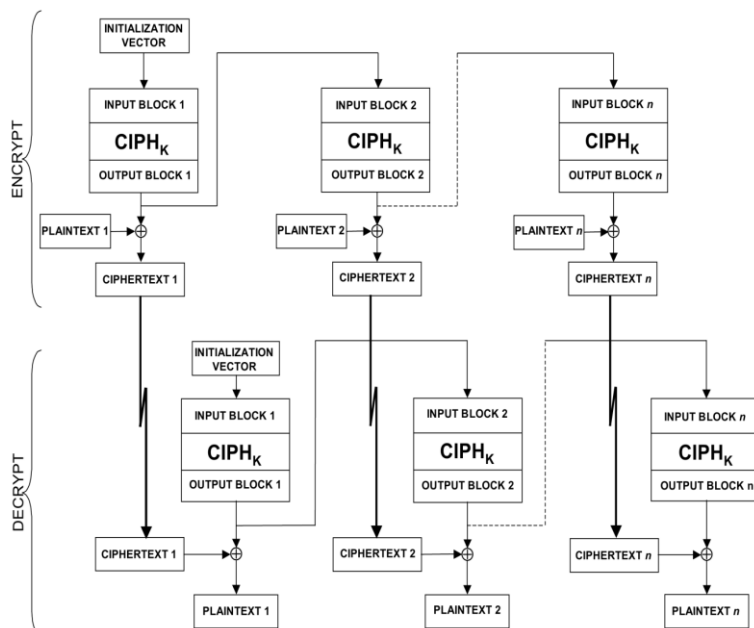 ENCRYPT
INITIALIZATION
VECTOR
INPUT BLOCK 1
CIPHK
OUTPUT BLOCK 1
PLAINTEXT 1
CIPHERTEXT 1
INPUT BLOCK 2
CIPHK
OUTPUT BLOCK 2
PLAINTEXT 2
CIPHERTEXT 2
INPUT BLOCK n
CIPHK
OUTPUT BLOCK n
PLAINTEXT n
CIPHERTEXT n
DECRYPT
INITIALIZATION
VECTOR
INPUT BLOCK 1
CIPHK
OUTPUT BLOCK 1
CIPHERTEXT 1
PLAINTEXT 1
INPUT BLOCK 2
CIPHK
OUTPUT BLOCK 2
CIPHERTEXT 2
PLAINTEXT 2
INPUT BLOCK n
CIPHK
OUTPUT BLOCK n
CIPHERTEXT n
PLAINTEXT n